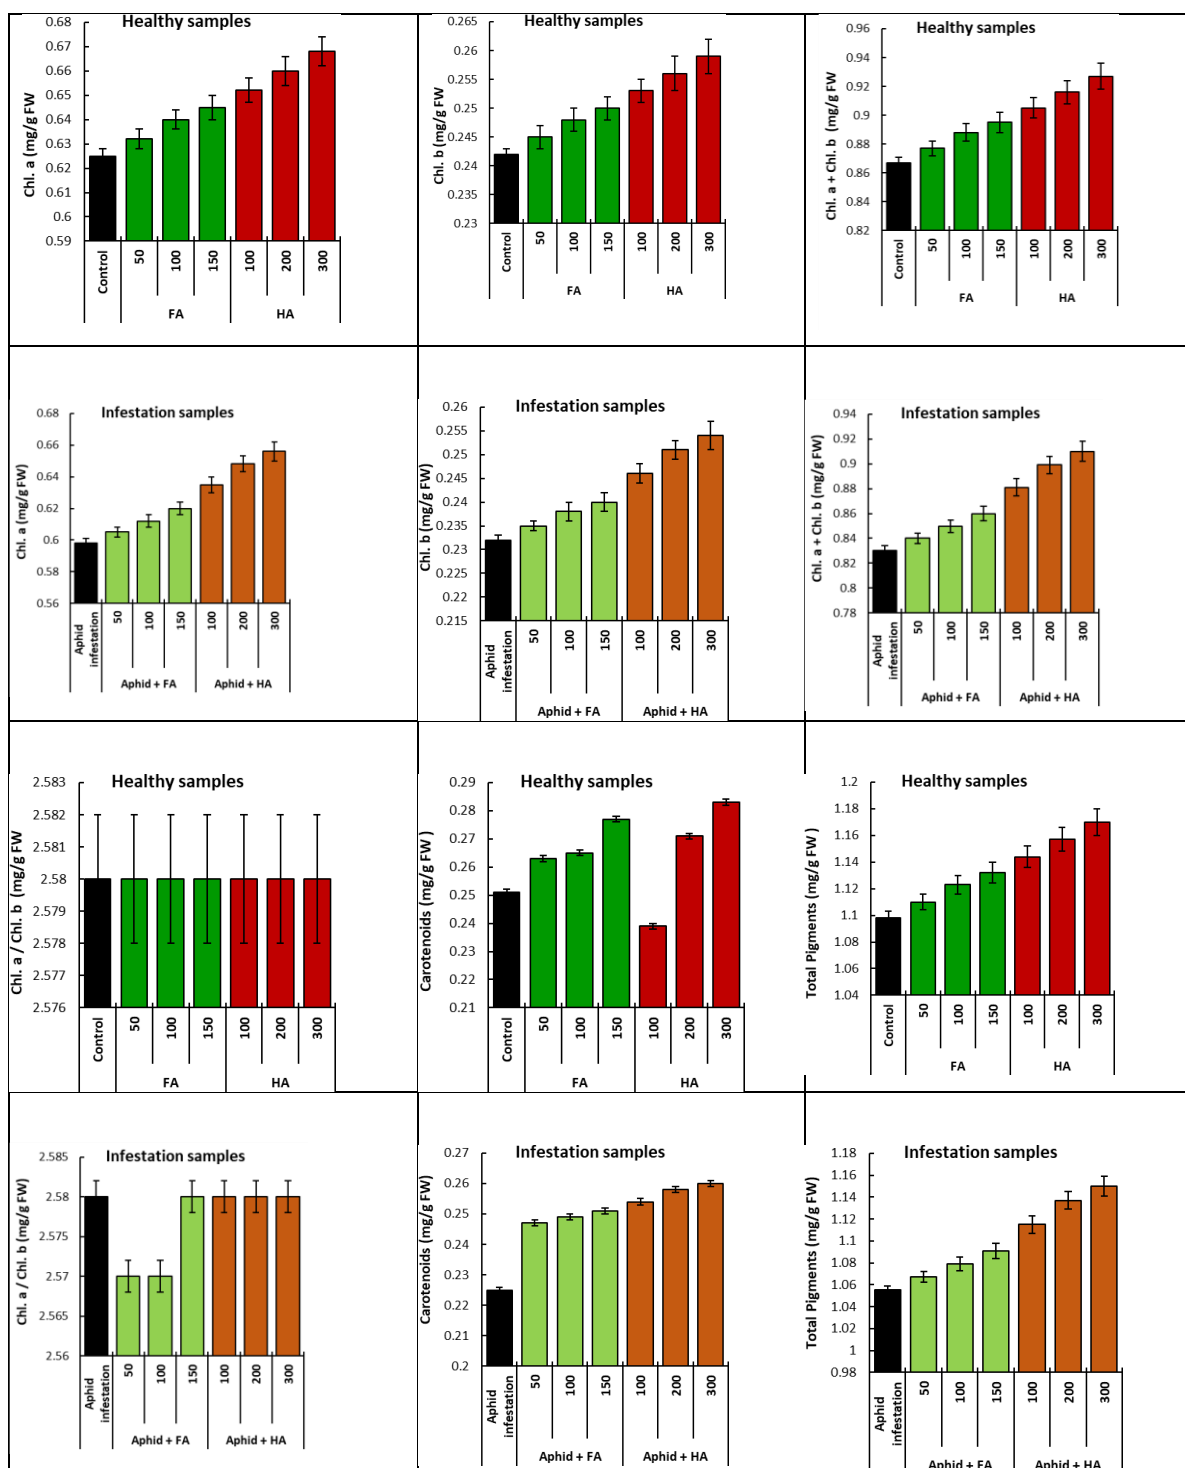 Healthy samples
Chl. a (mg/g FW
0.68
0.67
0.66
0.65
0.64
0.63
0.62
0.61
0.6
0.59
Control
50
100
150
100
200
300
FA
HA
Healthy samples
Chl. b (mg/g FW
0.265
0.26
0.255
0.25
0.245
0.24
0.235
0.23
Control
50
100
150
100
200
300
FA
HA
Healthy samples
Chl. a + Chl. b (mg/g FW
0.96
0.94
0.92
0.9
0.88
0.86
0.84
0.82
Control
50
100
150
100
200
300
FA
HA
Infestation samples
Chl. a (mg/g FW)
0.68
0.66
0.64
0.62
0.6
0.58
0.56
Aphid
infestation
50
100
150
100
200
300
Aphid + FA
Aphid + HA
Infestation samples
Chl. b (mg/g FW)
0.26
0.255
0.25
0.245
0.24
0.235
0.23
0.225
0.22
0.215
Aphid
infestation
50
100
150
100
200
300
Aphid + FA
Aphid + HA
Infestation samples
Chl. a + Chl. b (mg/g FW)
0.94
0.92
0.9
0.88
0.86
0.84
0.82
0.8
0.78
Aphid
infestation
50
100
150
100
200
300
Aphid + FA
Aphid + HA
Healthy samples
Chl. a / Chl. b (mg/g FW
2.583
2.582
2.581
2.58
2.579
2.578
2.577
2.576
Control
50
100
150
100
200
300
FA
HA
Healthy samples
Carotenoids (mg/g FW)
0.29
0.28
0.27
0.26
0.25
0.24
0.23
0.22
0.21
Control
50
100
150
100
200
300
FA
HA
Healthy samples
Total Pigments (mg/g FW )
1.2
1.18
1.16
1.14
1.12
1.1
1.08
1.06
1.04
Control
50
100
150
100
200
300
FA
HA
Infestation samples
Chl. a / Chl. b (mg/g FW)
2.585
2.58
2.575
2.57
2.565
2.56
Aphid
infestation
50
100
150
100
200
300
Aphid + FA
Aphid + HA
Infestation samples
Carotenoids (mg/g FW)
0.27
0.26
0.25
0.24
0.23
0.22
0.21
0.2
Aphid
infestation
50
100
150
100
200
300
Aphid + FA
Aphid + HA
Infestation samples
Total Pigments (mg/g FW)
1.18
1.16
1.14
1.12
1.1
1.08
1.06
1.04
1.02
1
0.98
Aphid
infestation
50
100
150
100
200
300
Aphid + FA
Aphid + HA